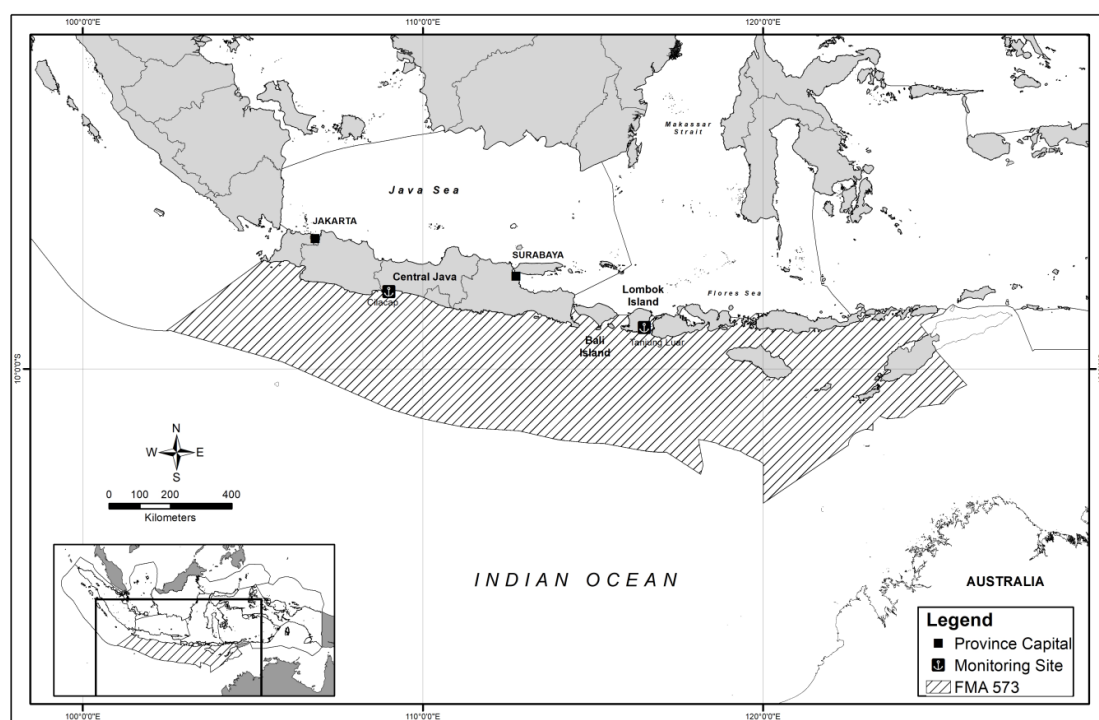 100°0'0"E
110°0'0"E
120°0'0"E
Makassar
Strait
Java Sea
JAKARTA
SURABAYA
Central Java
Cilacap
Lombok
Island
Flores Sea
Bali
Island
Tanjung Luar
10°0'0"S
N
W
E
S
0
100
200
400
Kilometers
INDIAN OCEAN
AUSTRALIA
Legend
Province Capital
Monitoring Site
FMA 573
100°0'0"E
110°0'0"E
120°0'0"E